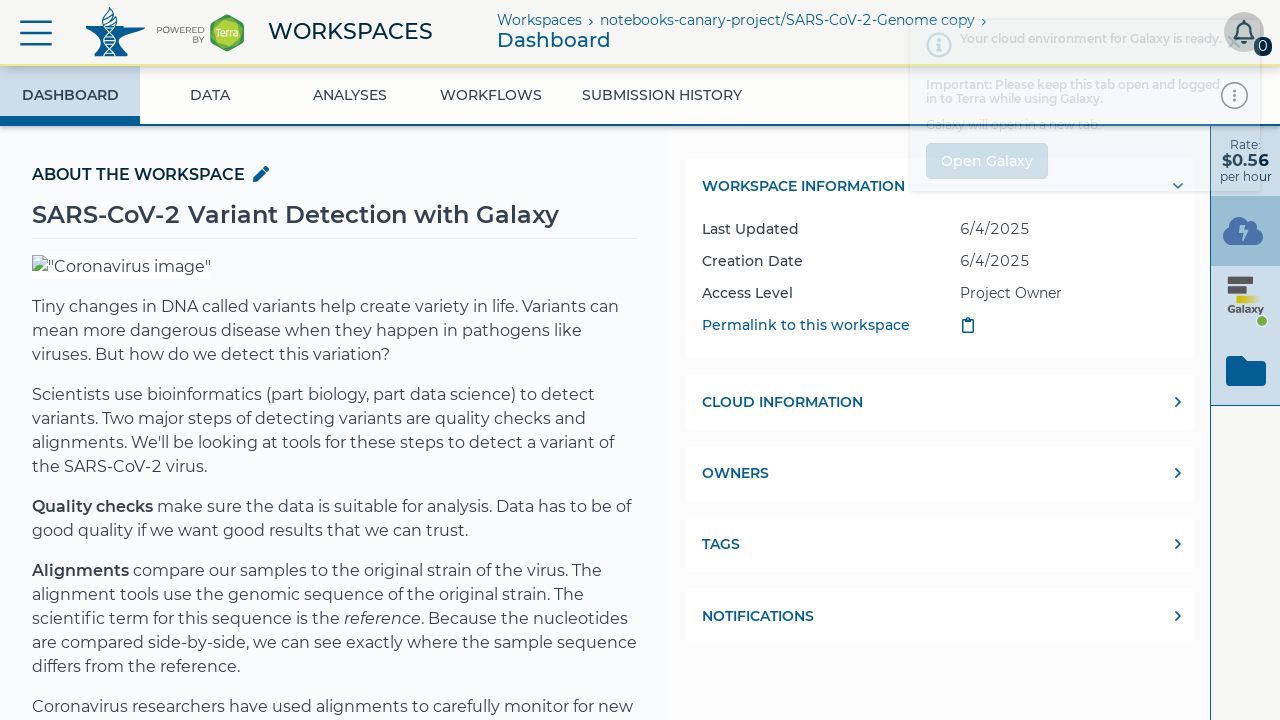 POWERED
BY
Terra
WORKSPACES
Workspaces › notebooks-canary-project/SARS-CoV-2-Genome copy ›
Dashboard
0
Your cloud environment for Galaxy is ready.
Important: Please keep this tab open and logged
in to Terra while using Galaxy.
Galaxy will open in a new tab.
Open Galaxy
DASHBOARD
DATA
ANALYSES
WORKFLOWS
SUBMISSION HISTORY
Rate:
$0.56
per hour
Galaxy
ABOUT THE WORKSPACE
SARS-CoV-2 Variant Detection with Galaxy
"Coronavirus image"
Tiny changes in DNA called variants help create variety in life. Variants can
mean more dangerous disease when they happen in pathogens like
viruses. But how do we detect this variation?
Scientists use bioinformatics (part biology, part data science) to detect
variants. Two major steps of detecting variants are quality checks and
alignments. We'll be looking at tools for these steps to detect a variant of
the SARS-CoV-2 virus.
Quality checks make sure the data is suitable for analysis. Data has to be of
good quality if we want good results that we can trust.
Alignments compare our samples to the original strain of the virus. The
alignment tools use the genomic sequence of the original strain. The
scientific term for this sequence is the reference. Because the nucleotides
are compared side-by-side, we can see exactly where the sample sequence
differs from the reference.
Coronavirus researchers have used alignments to carefully monitor for new
WORKSPACE INFORMATION
Last Updated 6/4/2025
Creation Date 6/4/2025
Access Level Project Owner
Permalink to this workspace
CLOUD INFORMATION
OWNERS
TAGS
NOTIFICATIONS